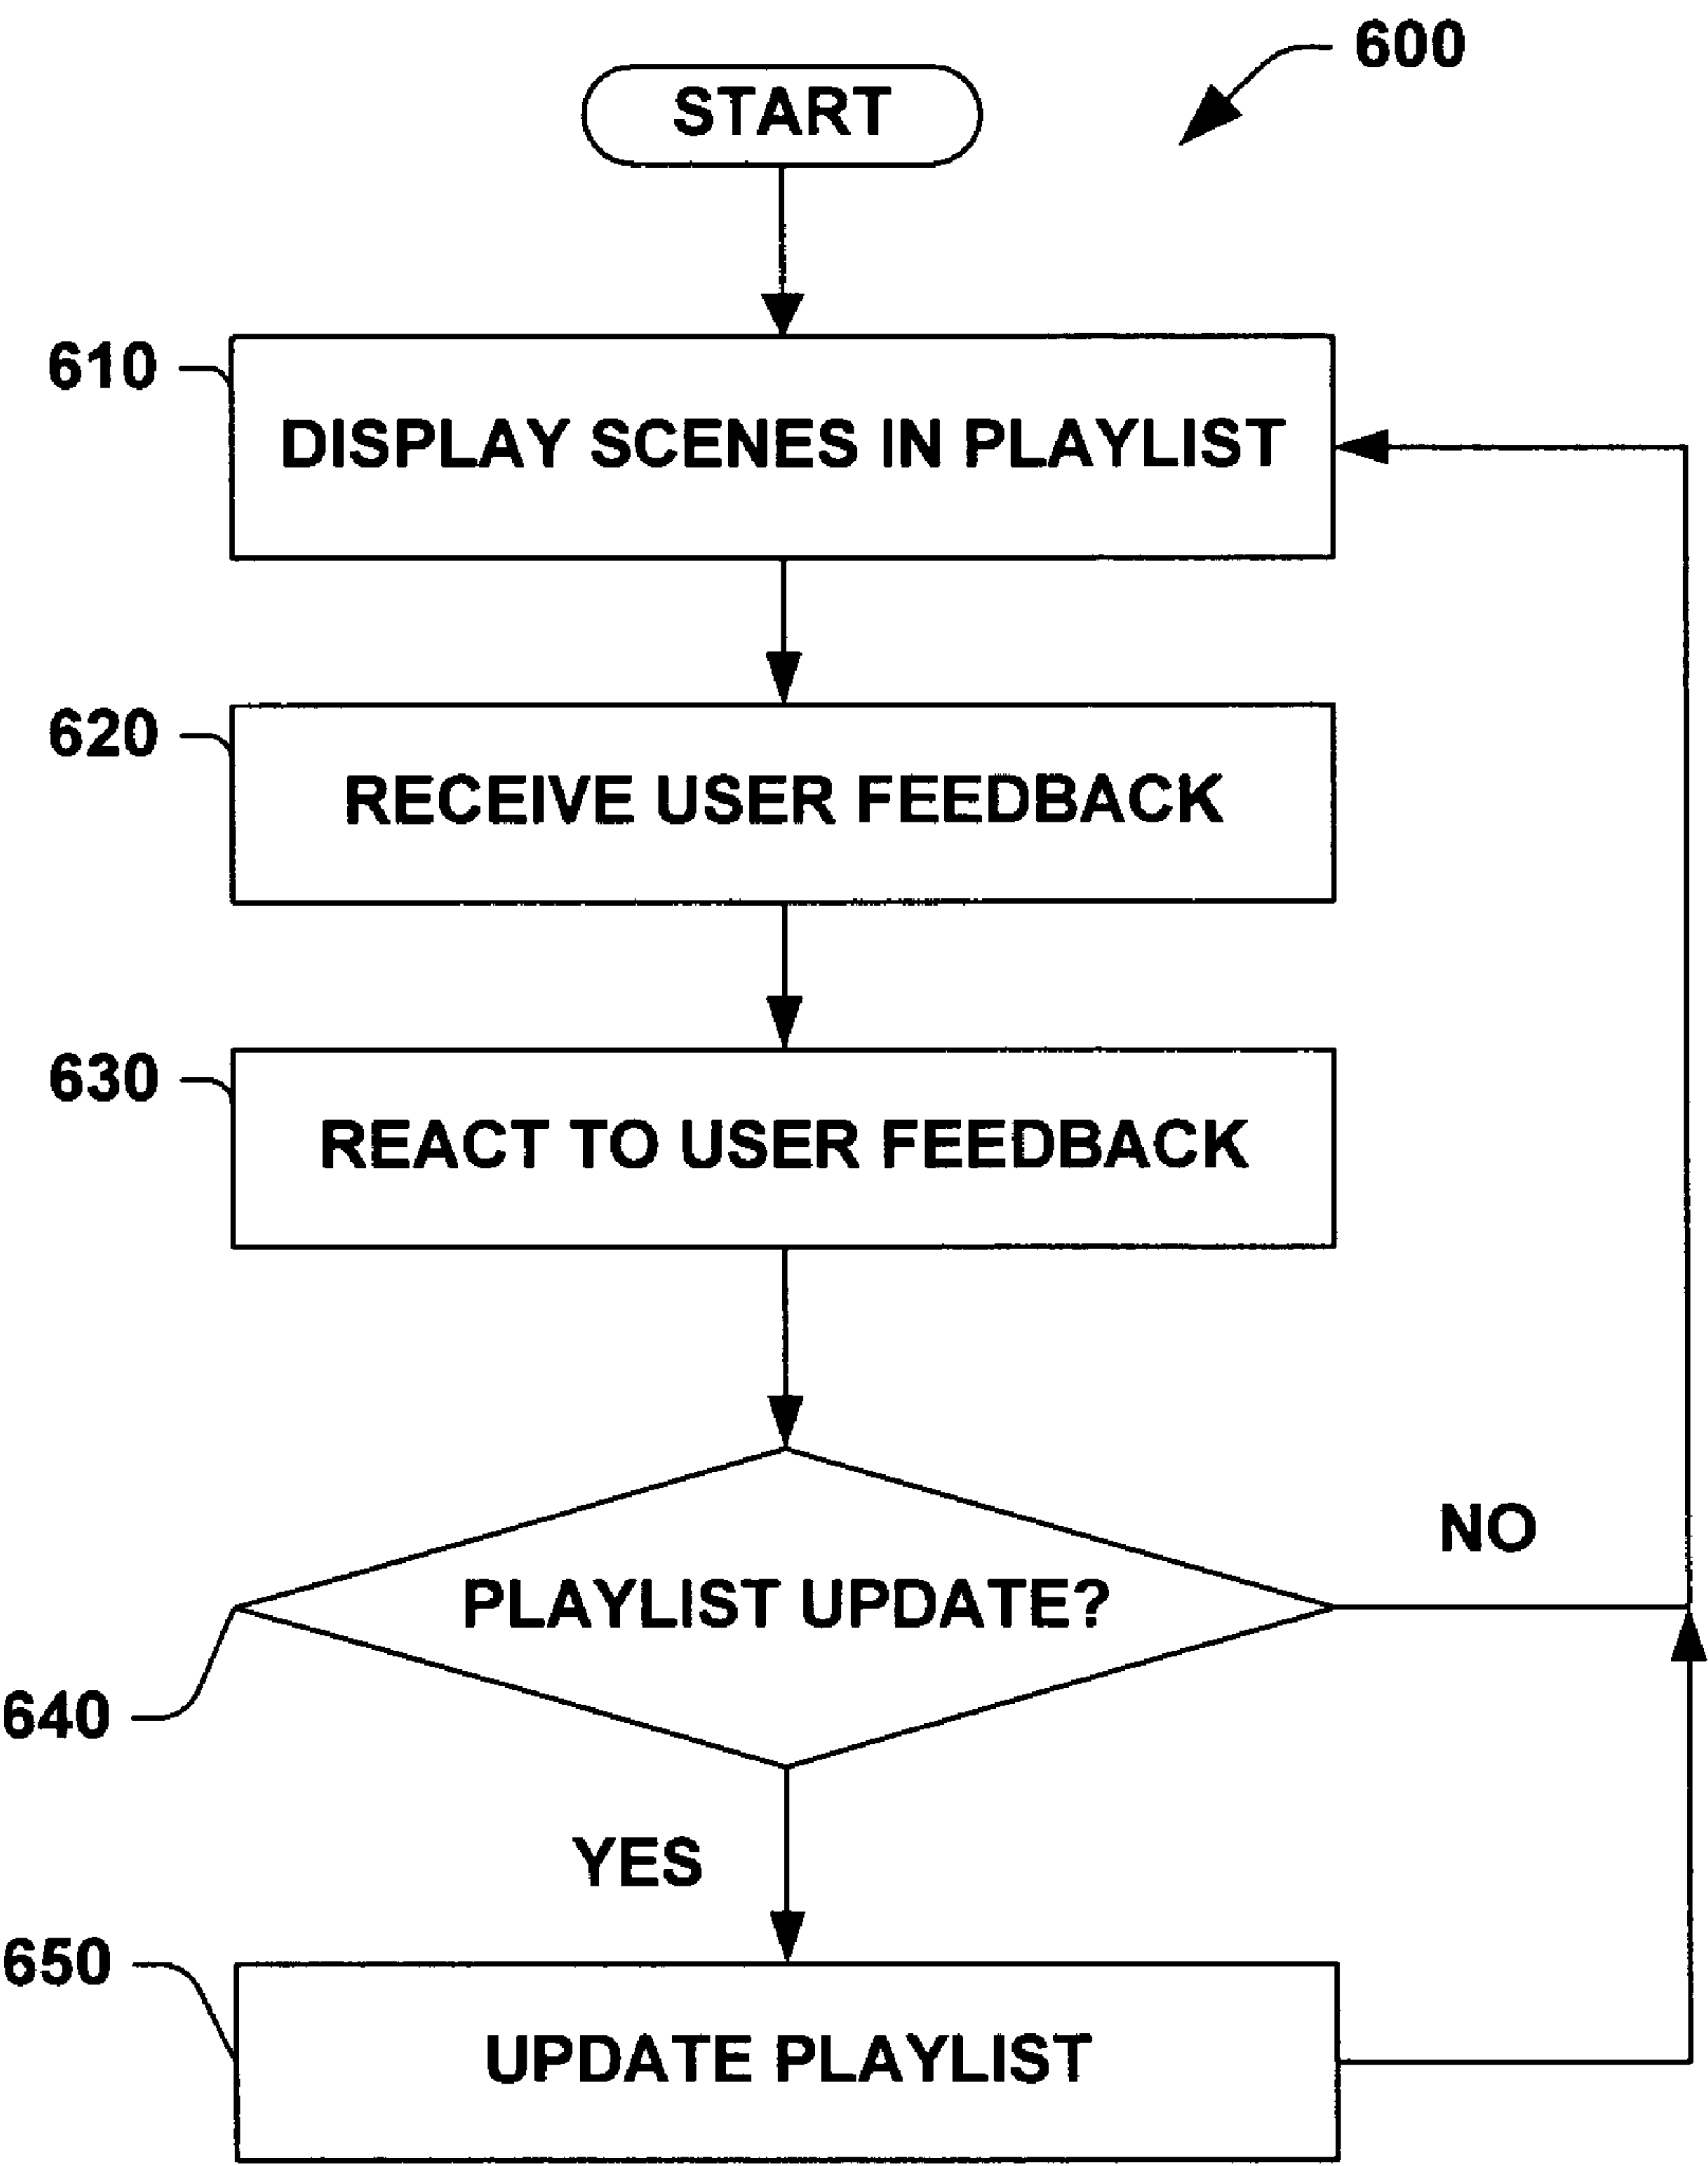 600
START
610
DISPLAY SCENES IN PLAYLIST
620
RECEIVE USER FEEDBACK
630
REACT TO USER FEEDBACK
NO
PLAYLIST UPDATE?
640
YES
650
UPDATE PLAYLIST